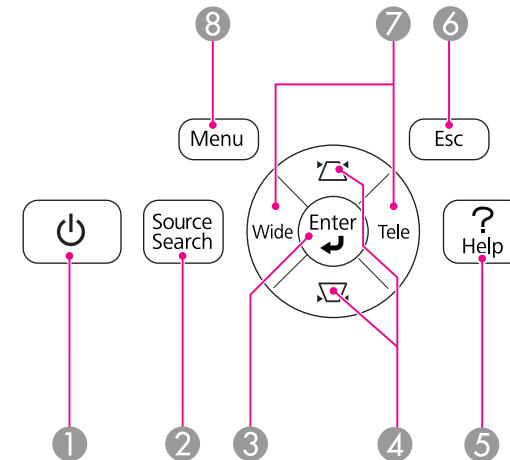 8 7 6
Menu
Esc
Source
Search
Wide
Enter
Tele
?
Help
1 2 3 4 5